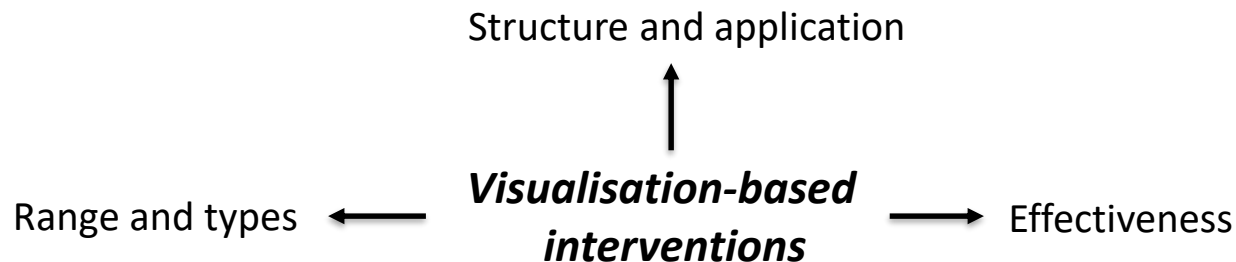 Structure and application
Range and types
Visualisation-based
interventions
Effectiveness